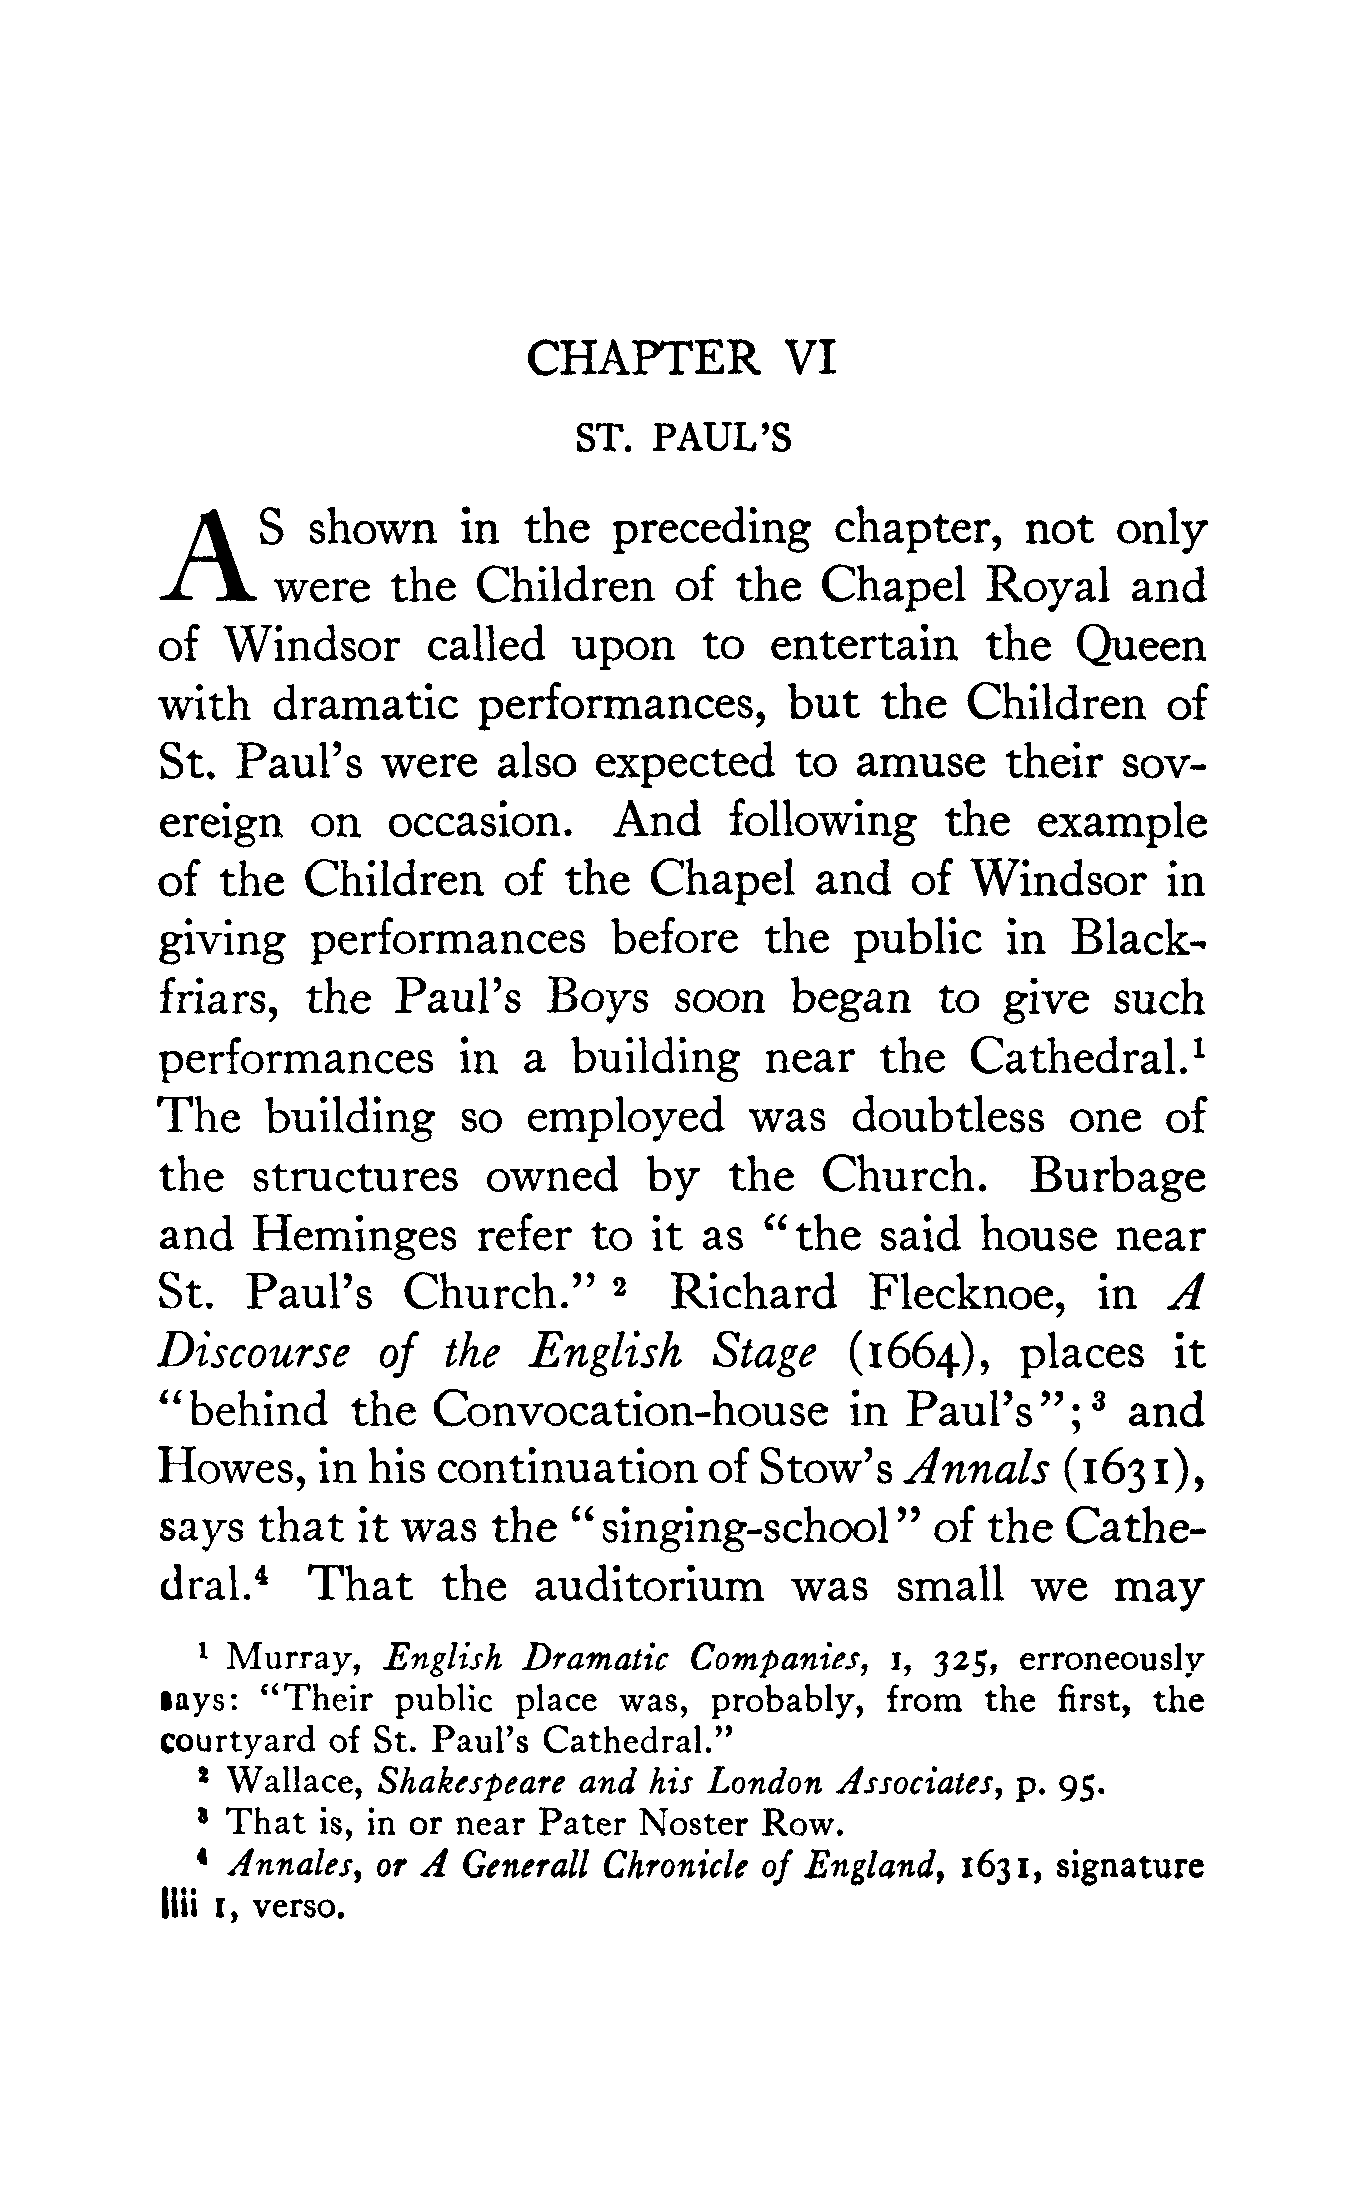 CHAPTER VI
ST. PAUL'S
AS shown in the preceding chapter, not only
were the Children of the Chapel Royal and
of Windsor called upon to entertain the Queen
with dramatic performances, but the Children of
St. Paul's were also expected to amuse their sov-
ereign on occasion. And following the example
of the Children of the Chapel and of Windsor in
giving performances before the public in Black-
friars, the Paul's Boys soon began to give such
performances in a building near the Cathedral.¹
The building so employed was doubtless one of
the structures owned by the Church. Burbage
and Heminges refer to it as "the said house near
St. Paul's Church." ² Richard Flecknoe, in A
Discourse of the English Stage (1664), places it
"behind the Convocation-house in Paul's"; ³ and
Howes, in his continuation of Stow's Annals (1631),
says that it was the "singing-school" of the Cathe-
dral.⁴ That the auditorium was small we may
¹ Murray, English Dramatic Companies, I, 325, erroneously
says: "Their public place was, probably, from the first, the
courtyard of St. Paul's Cathedral."
² Wallace, Shakespeare and his London Associates, p. 95.
³ That is, in or near Pater Noster Row.
⁴ Annales, or A Generall Chronicle of England, 1631, signature
llii 1, verso.